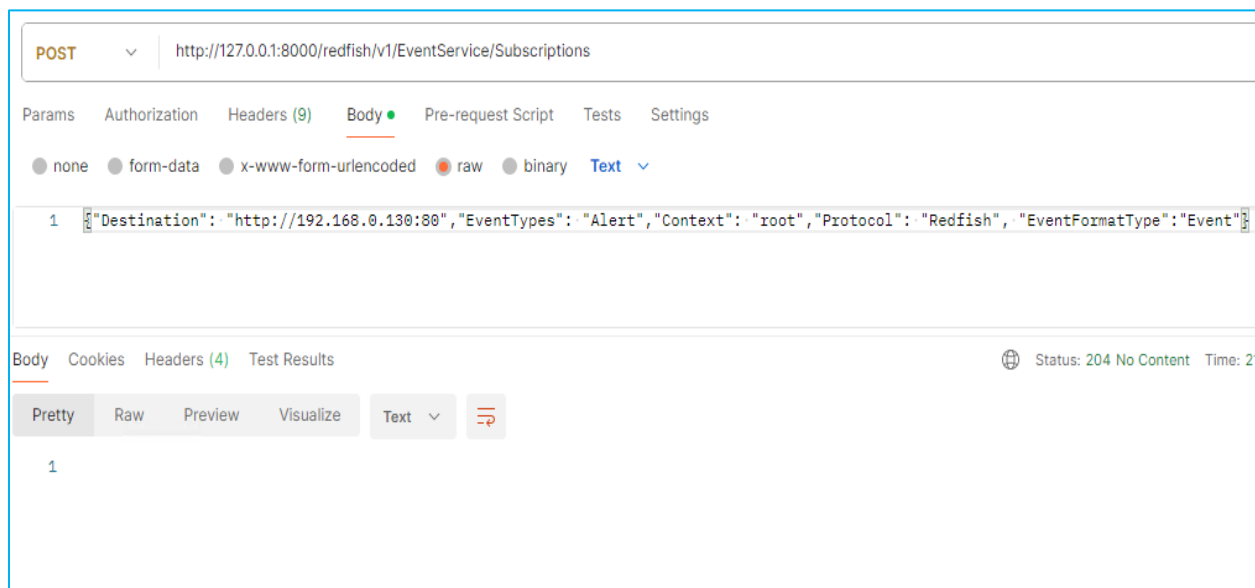 POST http://127.0.0.1:8000/redfish/v1/EventService/Subscriptions
Params Authorization Headers (9) Body Pre-request Script Tests Settings
none form-data x-www-form-urlencoded raw binary Text
1 {"Destination": "http://192.168.0.130:80","EventTypes": "Alert","Context": "root","Protocol": "Redfish", "EventFormatType":"Event"}
Body Cookies Headers (4) Test Results Status: 204 No Content Time:
Pretty Raw Preview Visualize Text
1